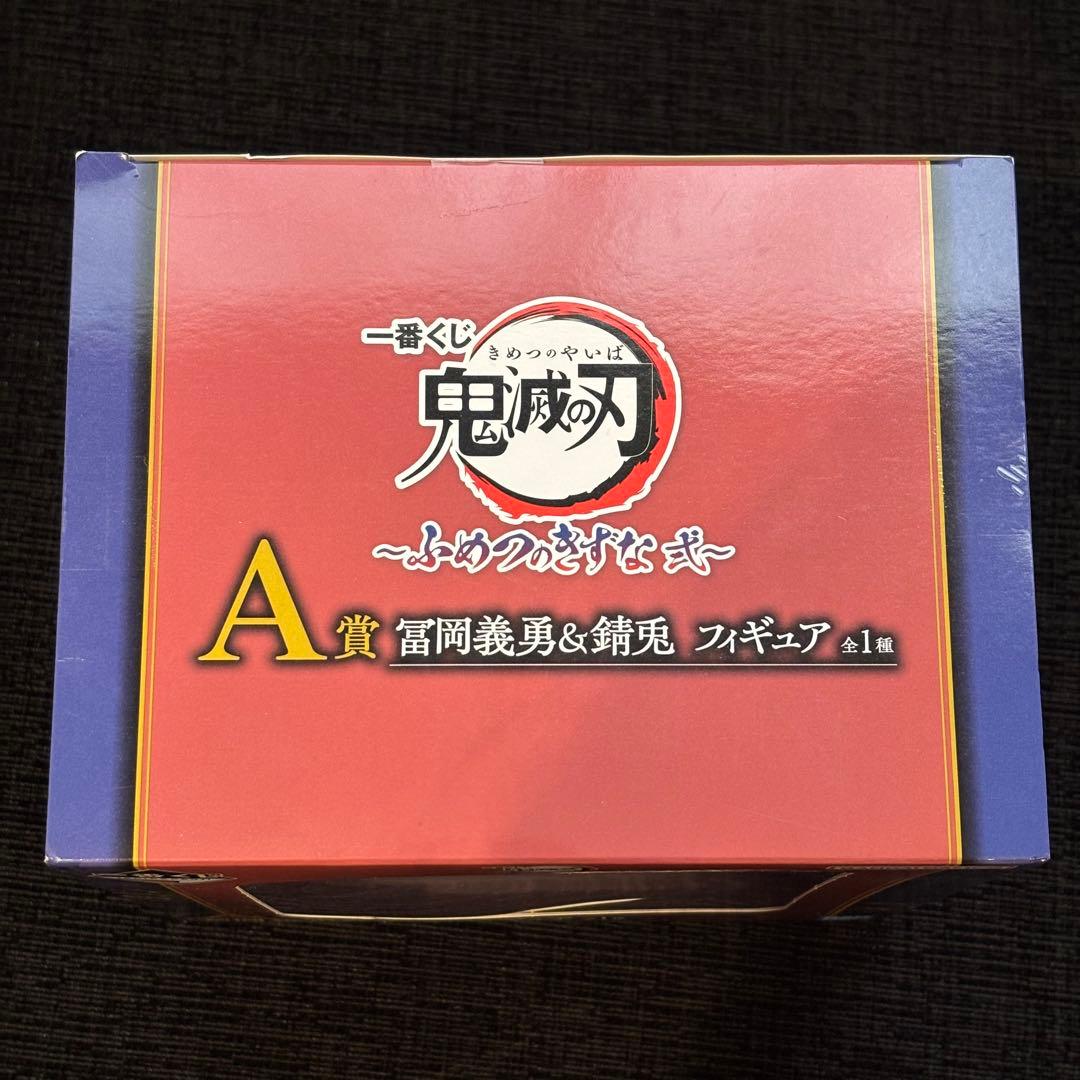 一番くじ
きめつのやいば
鬼滅の刃
～ふめつのきずな 弐～
A賞 冨岡義勇&錆兎 フィギュア 全1種